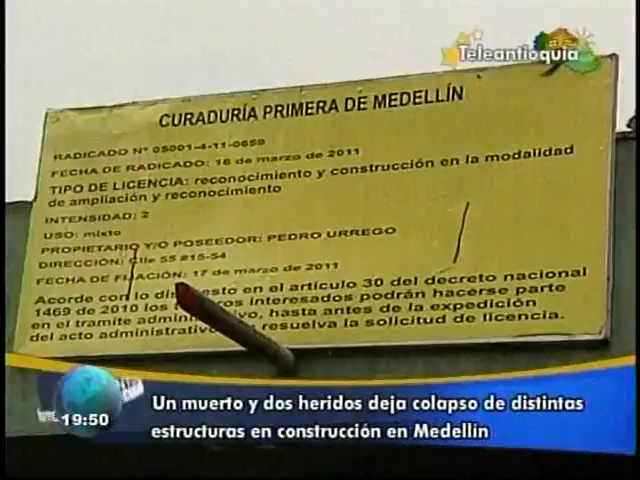 Teleantioquia
CURADURÍA PRIMERA DE MEDELLÍN
RADICADO Nº 05001-4-11-0659
FECHA DE RADICADO: 16 de marzo de 2011
TIPO DE LICENCIA: reconocimiento y construcción en la modalidad
de ampliación y reconocimiento
INTENSIDAD: 2
USO: mixto
PROPIETARIO Y/O POSEEDOR: PEDRO URREGO
DIRECCIÓN: Clle 55 #15-54
FECHA DE FIJACIÓN: 17 de marzo de 2011
Acorde con lo dispuesto en el articulo 30 del decreto nacional
1469 de 2010 los interesados podrán hacerse parte
en el tramite administrativo, hasta antes de la expedición
del acto administrativo resuelva la solicitud de licencia.
19:50
Un muerto y dos heridos deja colapso de distintas
estructuras en construcción en Medellín